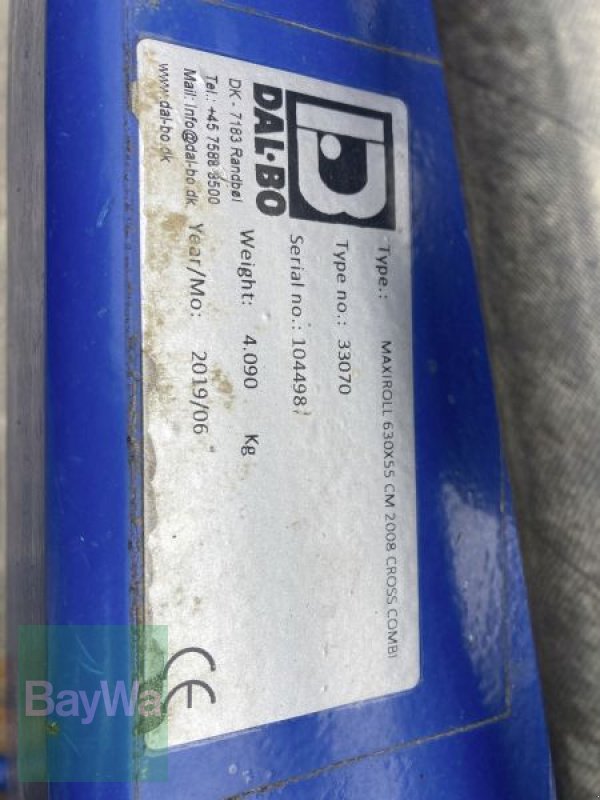 DAL-BO
DK - 7183 Randbøl
Tel.: +45 7588 3500
Mail: Info@dal-bo.dk
www.dal-bo.dk
Type.: MAXIROLL 630X55 CM 2008 CROSS COMBI
Type no.: 33070
Serial no.: 104498
Weight: 4.090 Kg
Year/Mo: 2019/06
CE
BayWa